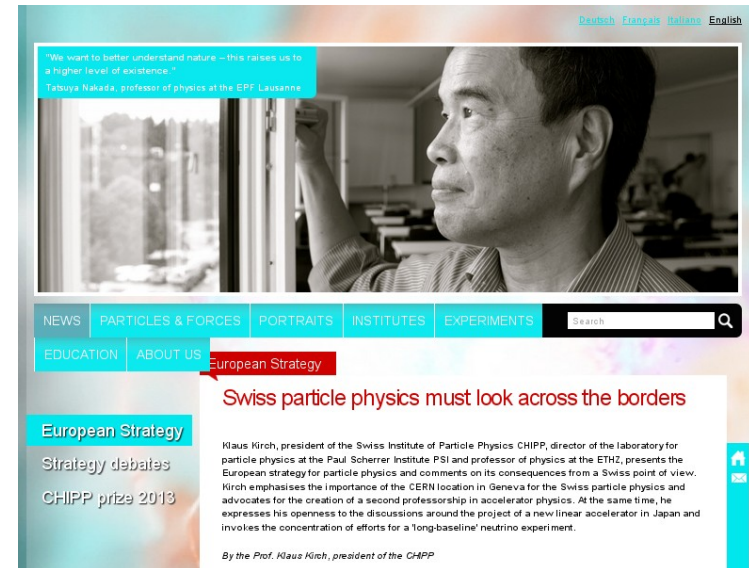 Deutsch Français Italiano English
"We want to better understand nature – this raises us to
a higher level of existence."
Tatsuya Nakada, professor of physics at the EPF Lausanne
NEWS PARTICLES & FORCES PORTRAITS INSTITUTES EXPERIMENTS Search
EDUCATION ABOUT US
European Strategy
Swiss particle physics must look across the borders
European Strategy
Strategy debates
CHIPP prize 2013
Klaus Kirch, president of the Swiss Institute of Particle Physics CHIPP, director of the laboratory for
particle physics at the Paul Scherrer Institute PSI and professor of physics at the ETHZ, presents the
European strategy for particle physics and comments on its consequences from a Swiss point of view.
Kirch emphasises the importance of the CERN location in Geneva for the Swiss particle physics and
advocates for the creation of a second professorship in accelerator physics. At the same time, he
expresses his openness to the discussions around the project of a new linear accelerator in Japan and
invokes the concentration of efforts for a 'long-baseline' neutrino experiment.
By the Prof. Klaus Kirch, president of the CHIPP